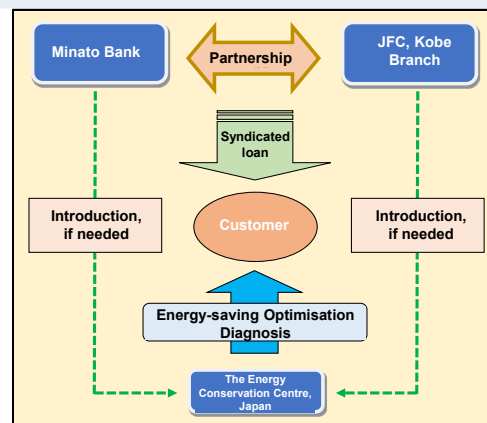 Minato Bank
Partnership
JFC, Kobe
Branch
Syndicated
loan
Introduction,
if needed
Customer
Introduction,
if needed
Energy-saving Optimisation
Diagnosis
The Energy
Conservation Centre,
Japan